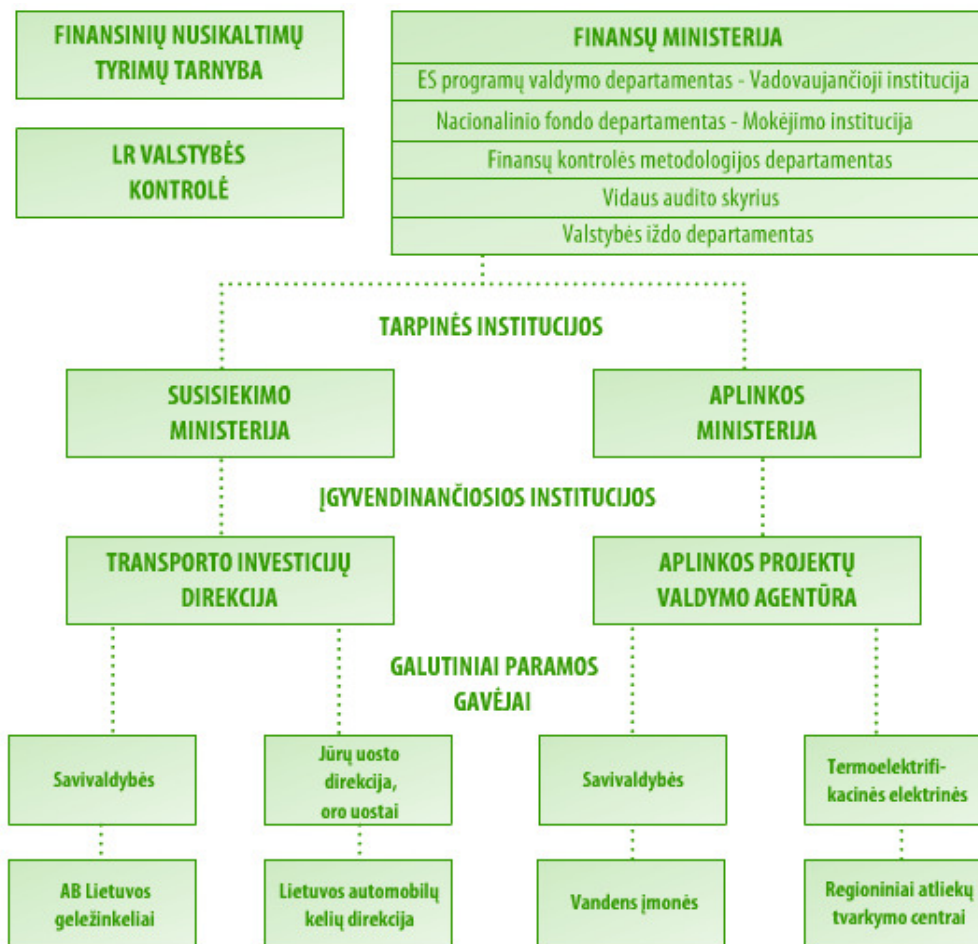 FINANSINIŲ NUSIKALTIMŲ
TYRIMŲ TARNYBA
LR VALSTYBĖS
KONTROLĖ
FINANSŲ MINISTERIJA
ES programų valdymo departamentas - Vadovaujančioji institucija
Nacionalinio fondo departamentas - Mokėjimo institucija
Finansų kontrolės metodologijos departamentas
Vidaus audito skyrius
Valstybės iždo departamentas
TARPINĖS INSTITUCIJOS
SUSISIEKIMO
MINISTERIJA
APLINKOS
MINISTERIJA
ĮGYVENDINANČIOSIOS INSTITUCIJOS
TRANSPORTO INVESTICIJŲ
DIREKCIJA
APLINKOS PROJEKTŲ
VALDYMO AGENTŪRA
GALUTINIAI PARAMOS
GAVĖJAI
Savivaldybės
Jūrų uosto
direkcija,
oro uostai
Savivaldybės
Termoelektrifi-
kacinės elektrinės
AB Lietuvos
geležinkeliai
Lietuvos automobilų
kelių direkcija
Vandens įmonės
Regioniniai atliekų
tvarkymo centrai